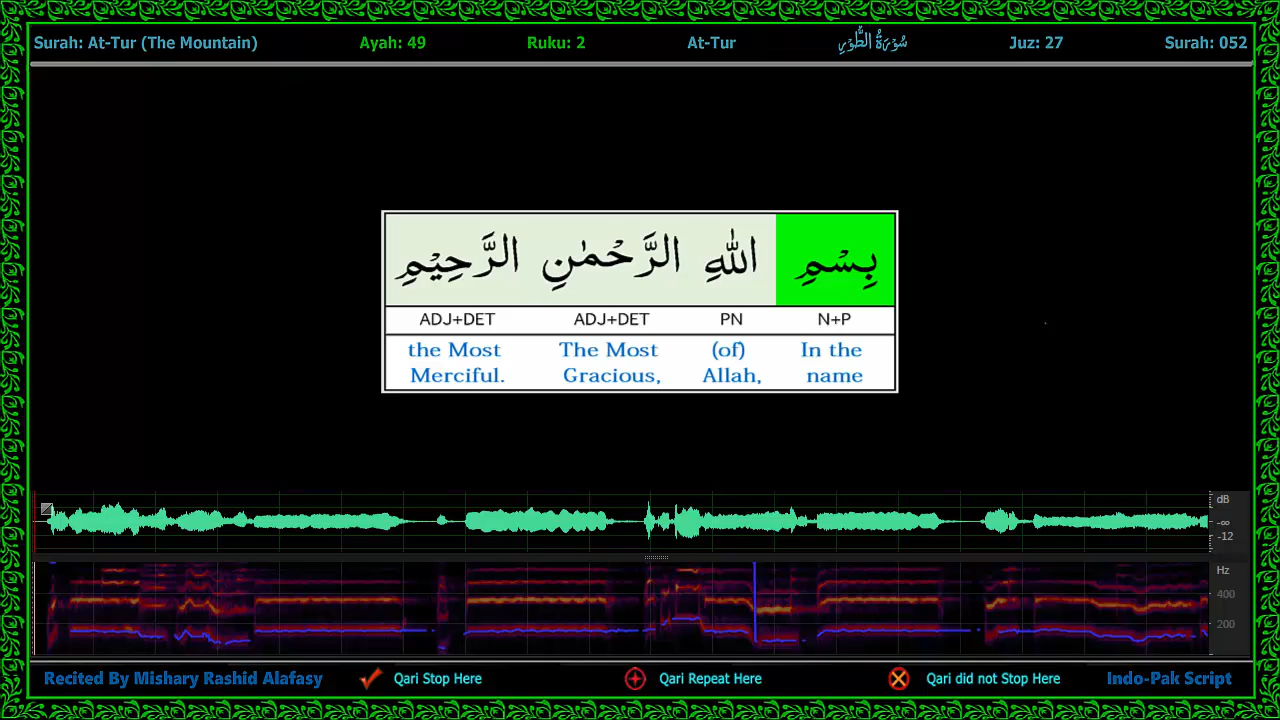 Surah: At-Tur (The Mountain) Ayah: 49 Ruku: 2 At-Tur سُوْرَةُ الطُّوْرِ Juz: 27 Surah: 052
بِسْمِ اللّٰهِ الرَّحْمٰنِ الرَّحِيْمِ
ADJ+DET ADJ+DET PN N+P
the Most The Most (of) In the
Merciful. Gracious, Allah, name
dB
-∞
-12
Hz
400
200
Recited By Mishary Rashid Alafasy Qari Stop Here Qari Repeat Here Qari did not Stop Here Indo-Pak Script